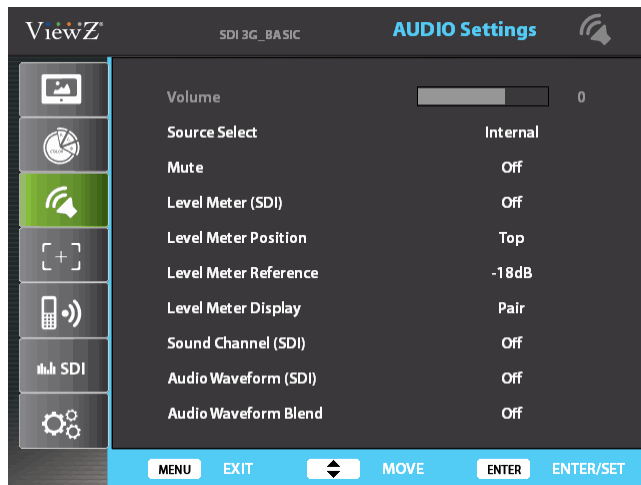 ViewZ SDI 3G_BASIC AUDIO Settings
Volume 0
Source Select Internal
Mute Off
Level Meter (SDI) Off
Level Meter Position Top
Level Meter Reference -18dB
Level Meter Display Pair
Sound Channel (SDI) Off
Audio Waveform (SDI) Off
Audio Waveform Blend Off
COLOR
SDI
MENU EXIT MOVE ENTER ENTER/SET